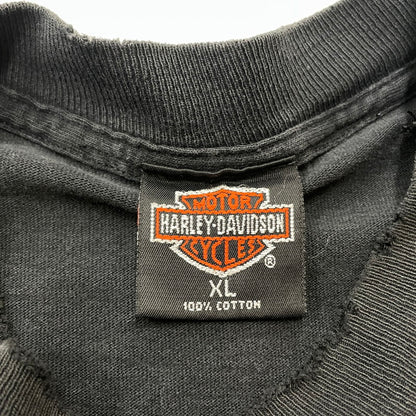 MOTOR
HARLEY-DAVIDSON
CYCLES
®
XL
100% COTTON